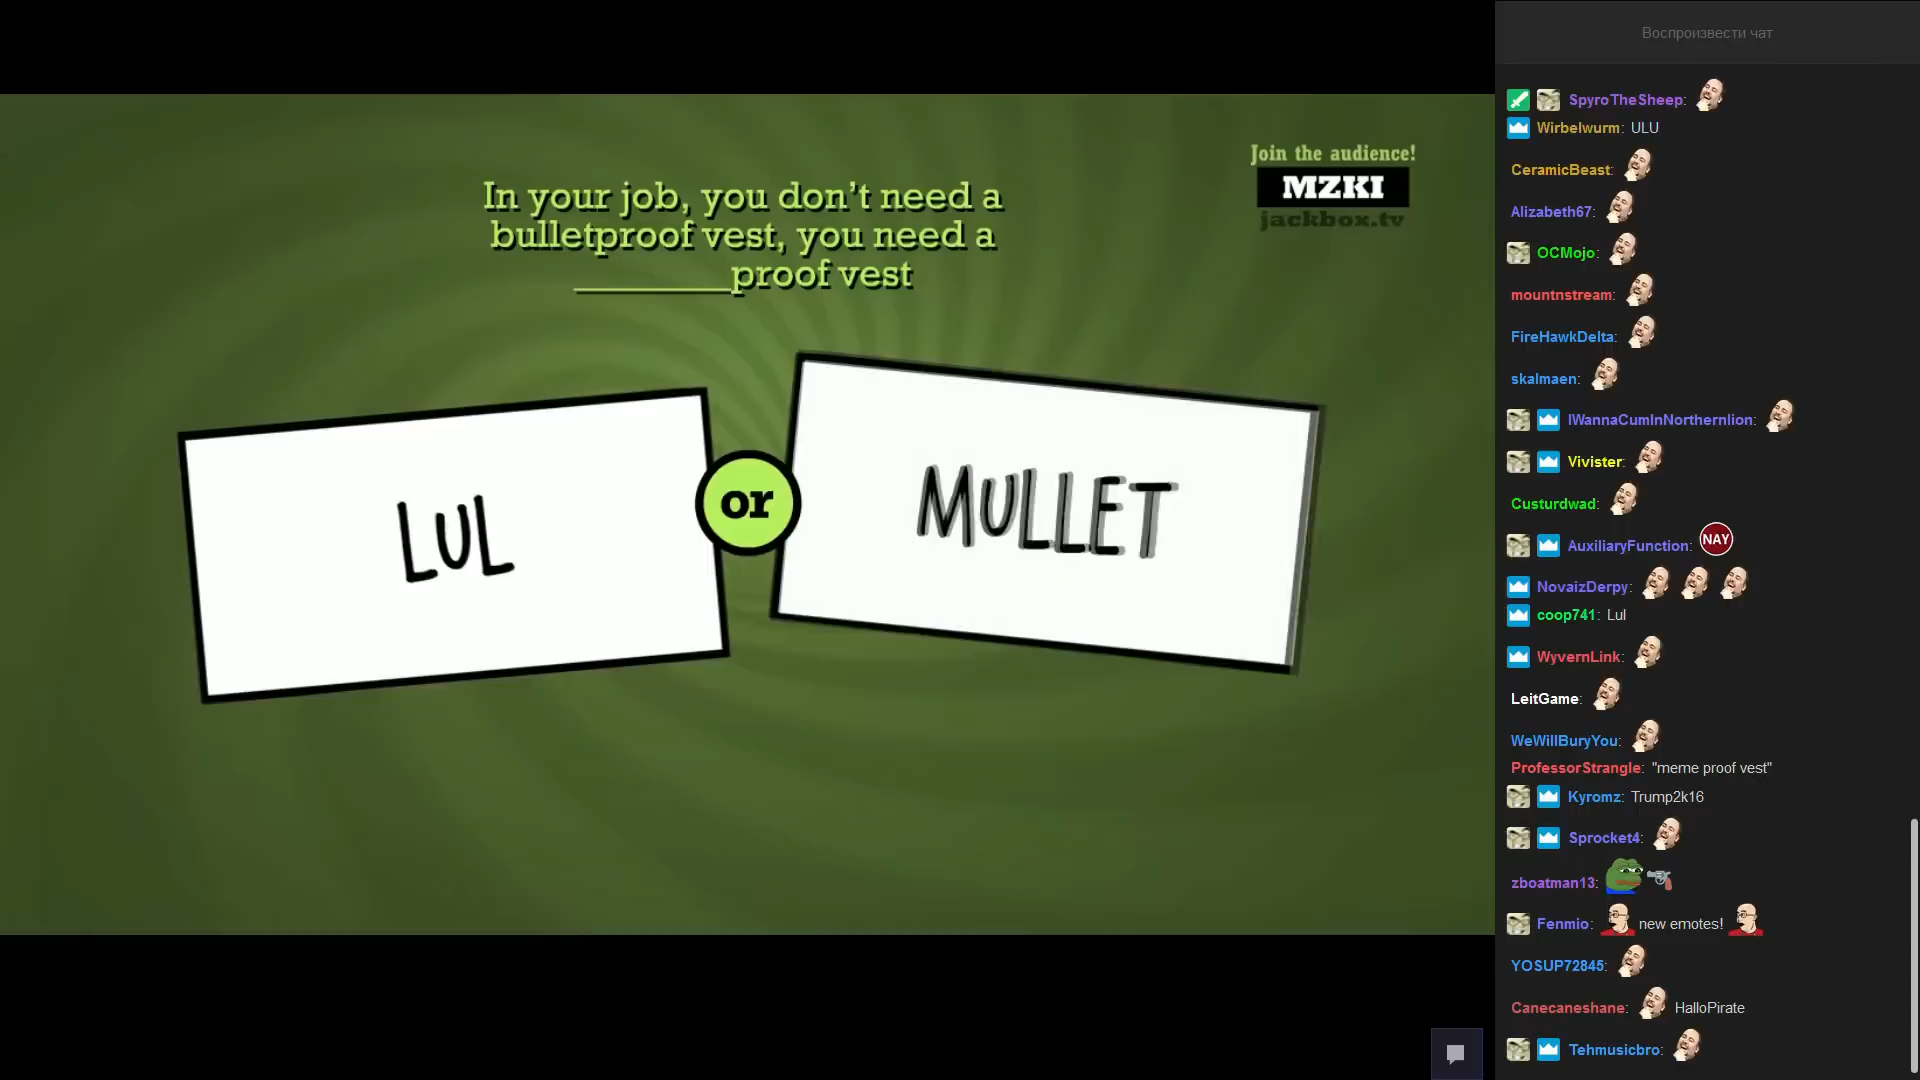 Воспроизвести чат
Join the audience!
MZKI
jackbox.tv
In your job, you don't need a
bulletproof vest, you need a
__________proof vest
LUL
or
MULLET
SpyroTheSheep:
Wirbelwurm: ULU
CeramicBeast:
Alizabeth67:
OCMojo:
mountnstream:
FireHawkDelta:
skalmaen:
IWannaCumInNorthernlion:
Vivister:
Custurdwad:
AuxiliaryFunction: NAY
NovaizDerpy:
coop741: Lul
WyvernLink:
LeitGame:
WeWillBuryYou:
ProfessorStrangle: "meme proof vest"
Kyromz: Trump2k16
Sprocket4:
zboatman13:
Fenmio: new emotes!
YOSUP72845:
Canecaneshane: HalloPirate
Tehmusicbro: